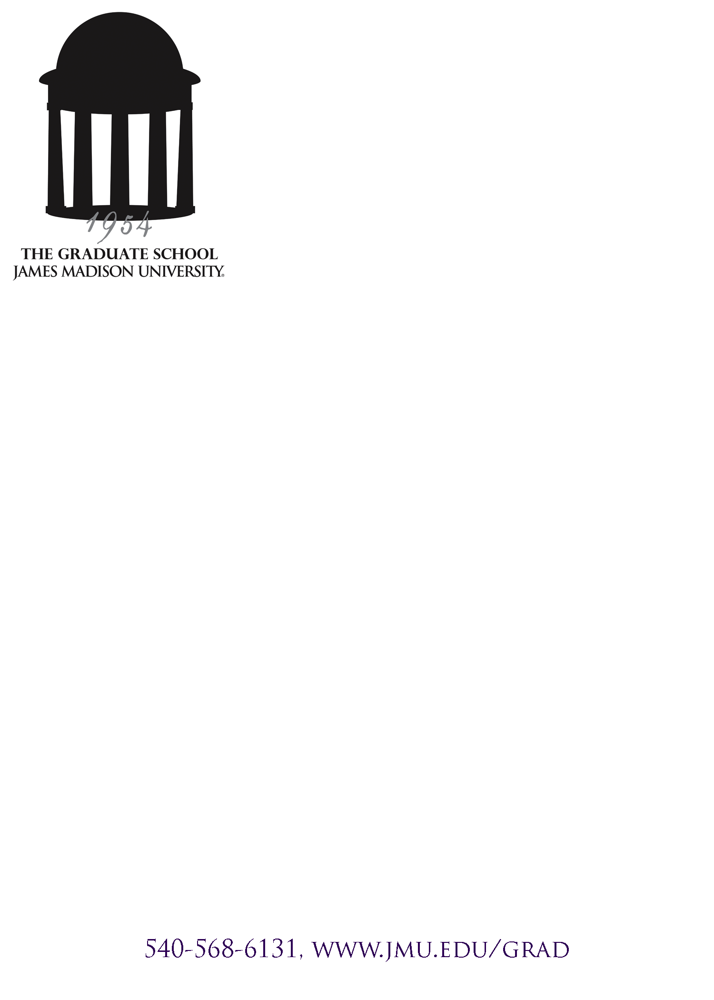 1954
THE GRADUATE SCHOOL
JAMES MADISON UNIVERSITY®
540-568-6131, WWW.JMU.EDU/GRAD